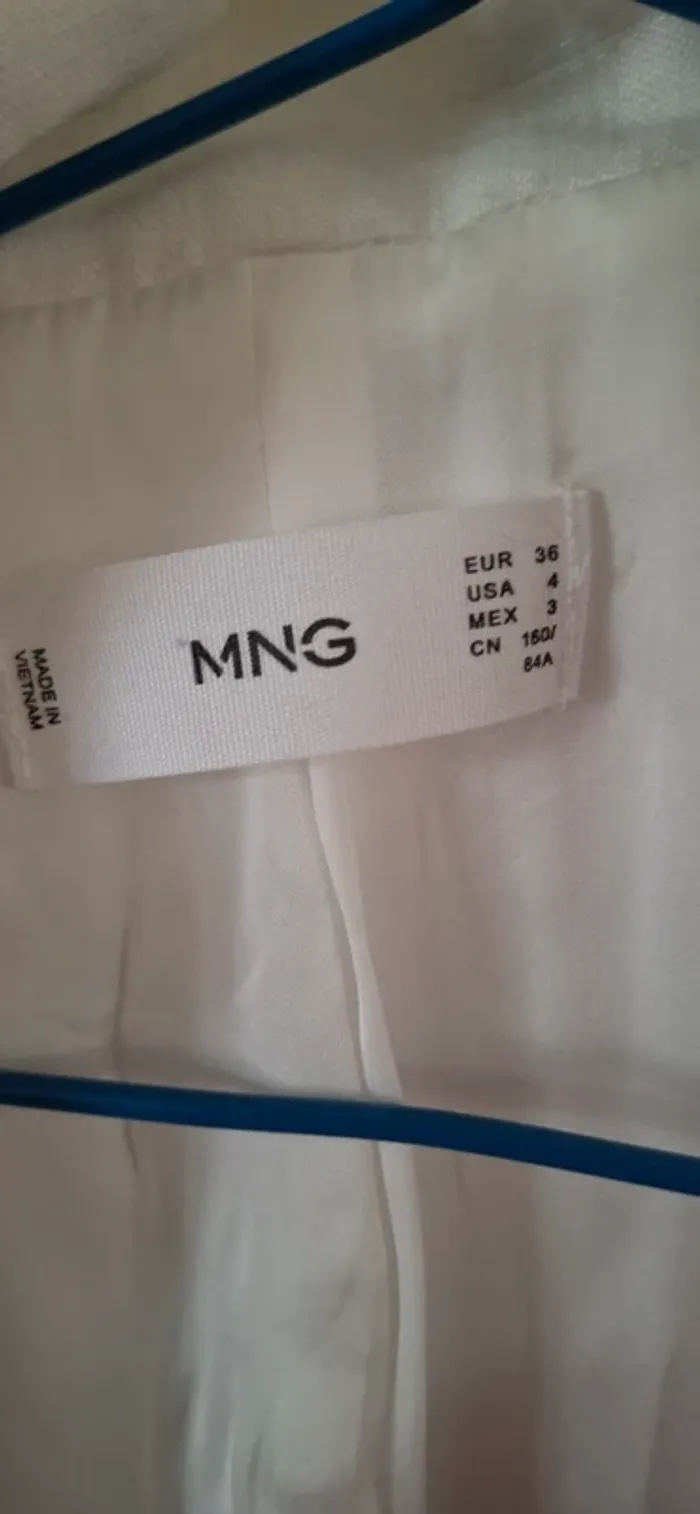 MADE IN
VIETNAM
MNG
EUR 36
USA 4
MEX 3
CN 160/
84A